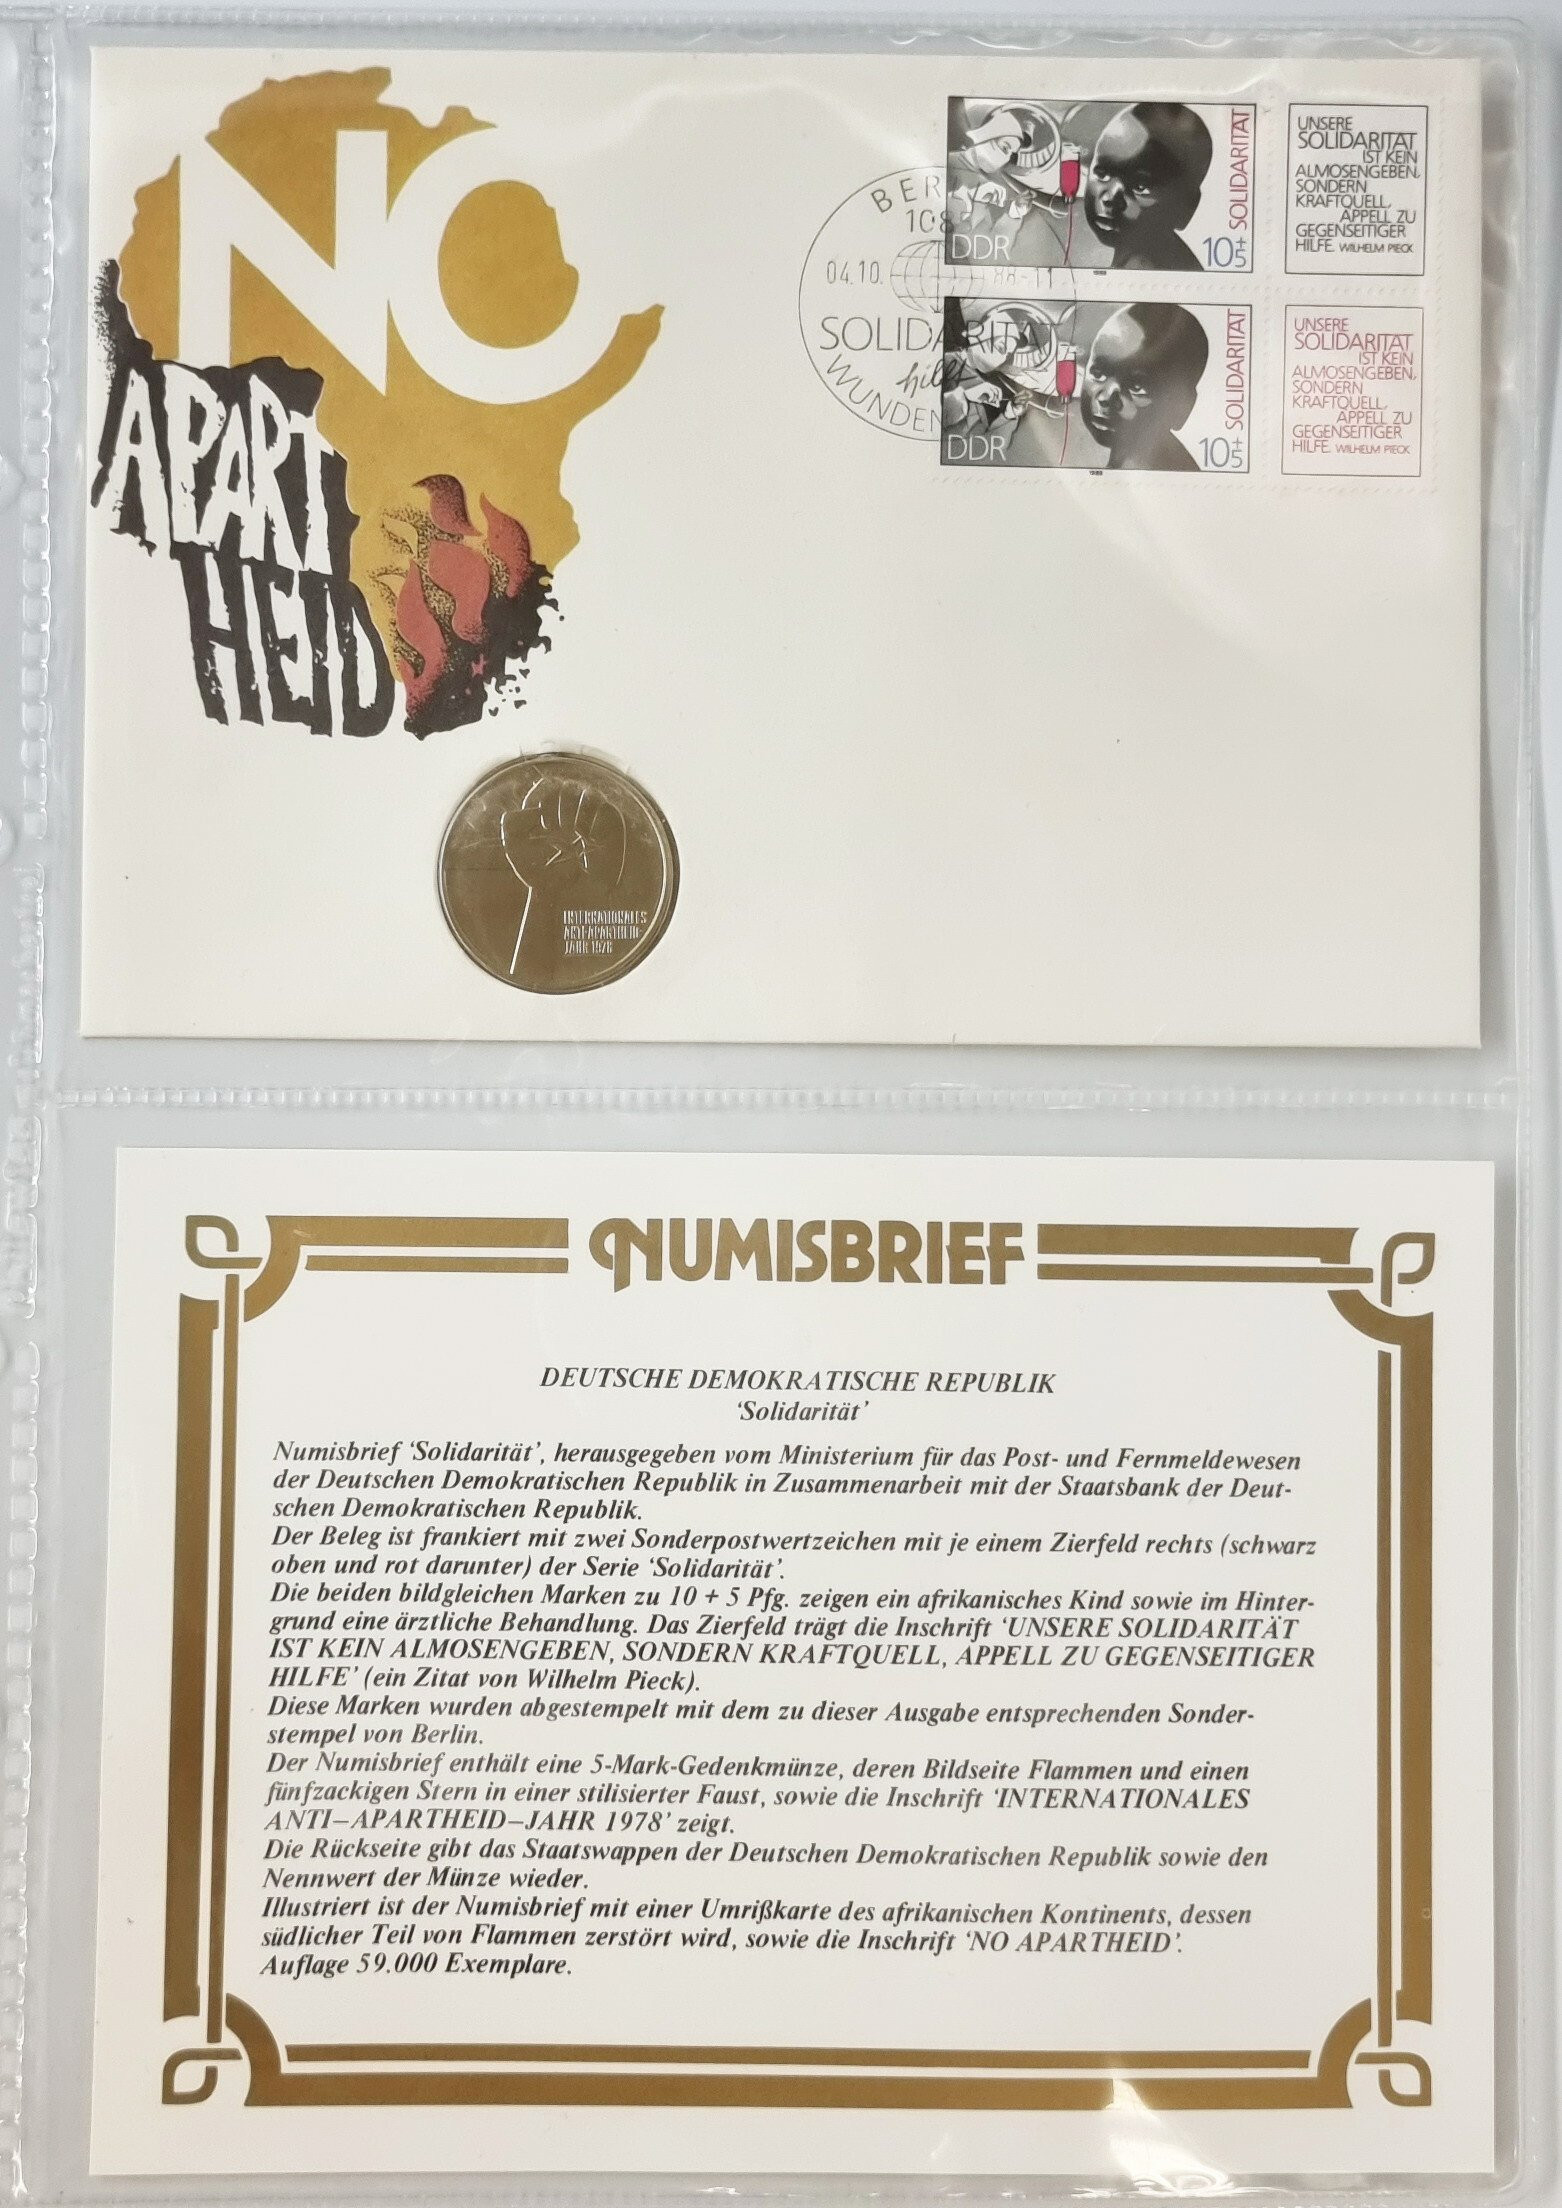 NO
APART
HEID
BER
108
04.10. 88-11
SOLIDARITÄT
hilft
WUNDEN
DDR
SOLIDARITÄT
10+5
1988
UNSERE
SOLIDARITÄT
IST KEIN
ALMOSENGEBEN,
SONDERN
KRAFTQUELL,
APPELL ZU
GEGENSEITIGER
HILFE. WILHELM PIECK
DDR
SOLIDARITÄT
10+5
1988
UNSERE
SOLIDARITÄT
IST KEIN
ALMOSENGEBEN,
SONDERN
KRAFTQUELL,
APPELL ZU
GEGENSEITIGER
HILFE. WILHELM PIECK
INTERNATIONALES
ANTI-APARTHEID-
JAHR 1978
NUMISBRIEF
DEUTSCHE DEMOKRATISCHE REPUBLIK
‘Solidarität’
Numisbrief ‘Solidarität’, herausgegeben vom Ministerium für das Post- und Fernmeldewesen
der Deutschen Demokratischen Republik in Zusammenarbeit mit der Staatsbank der Deut-
schen Demokratischen Republik.
Der Beleg ist frankiert mit zwei Sonderpostwertzeichen mit je einem Zierfeld rechts (schwarz
oben und rot darunter) der Serie ‘Solidarität’.
Die beiden bildgleichen Marken zu 10 + 5 Pfg. zeigen ein afrikanisches Kind sowie im Hinter-
grund eine ärztliche Behandlung. Das Zierfeld trägt die Inschrift ‘UNSERE SOLIDARITÄT
IST KEIN ALMOSENGEBEN, SONDERN KRAFTQUELL, APPELL ZU GEGENSEITIGER
HILFE’ (ein Zitat von Wilhelm Pieck).
Diese Marken wurden abgestempelt mit dem zu dieser Ausgabe entsprechenden Sonder-
stempel von Berlin.
Der Numisbrief enthält eine 5-Mark-Gedenkmünze, deren Bildseite Flammen und einen
fünfzackigen Stern in einer stilisierter Faust, sowie die Inschrift ‘INTERNATIONALES
ANTI–APARTHEID–JAHR 1978’ zeigt.
Die Rückseite gibt das Staatswappen der Deutschen Demokratischen Republik sowie den
Nennwert der Münze wieder.
Illustriert ist der Numisbrief mit einer Umrißkarte des afrikanischen Kontinents, dessen
südlicher Teil von Flammen zerstört wird, sowie die Inschrift ‘NO APARTHEID’.
Auflage 59.000 Exemplare.